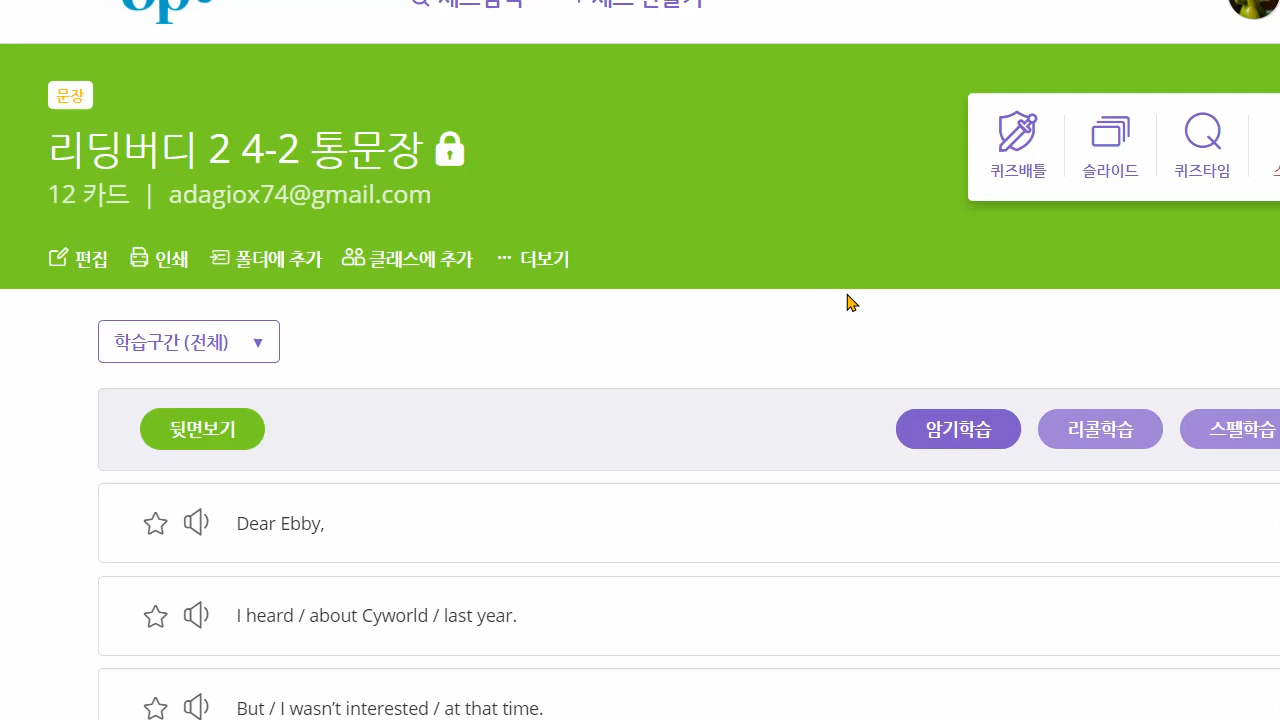 문장
리딩버디 2 4-2 통문장
12 카드 | adagiox74@gmail.com
퀴즈배틀 슬라이드 퀴즈타임
편집 인쇄 폴더에 추가 클래스에 추가 ··· 더보기
학습구간 (전체) ▼
뒷면보기 암기학습 리콜학습 스펠학습
Dear Ebby,
I heard / about Cyworld / last year.
But / I wasn’t interested / at that time.